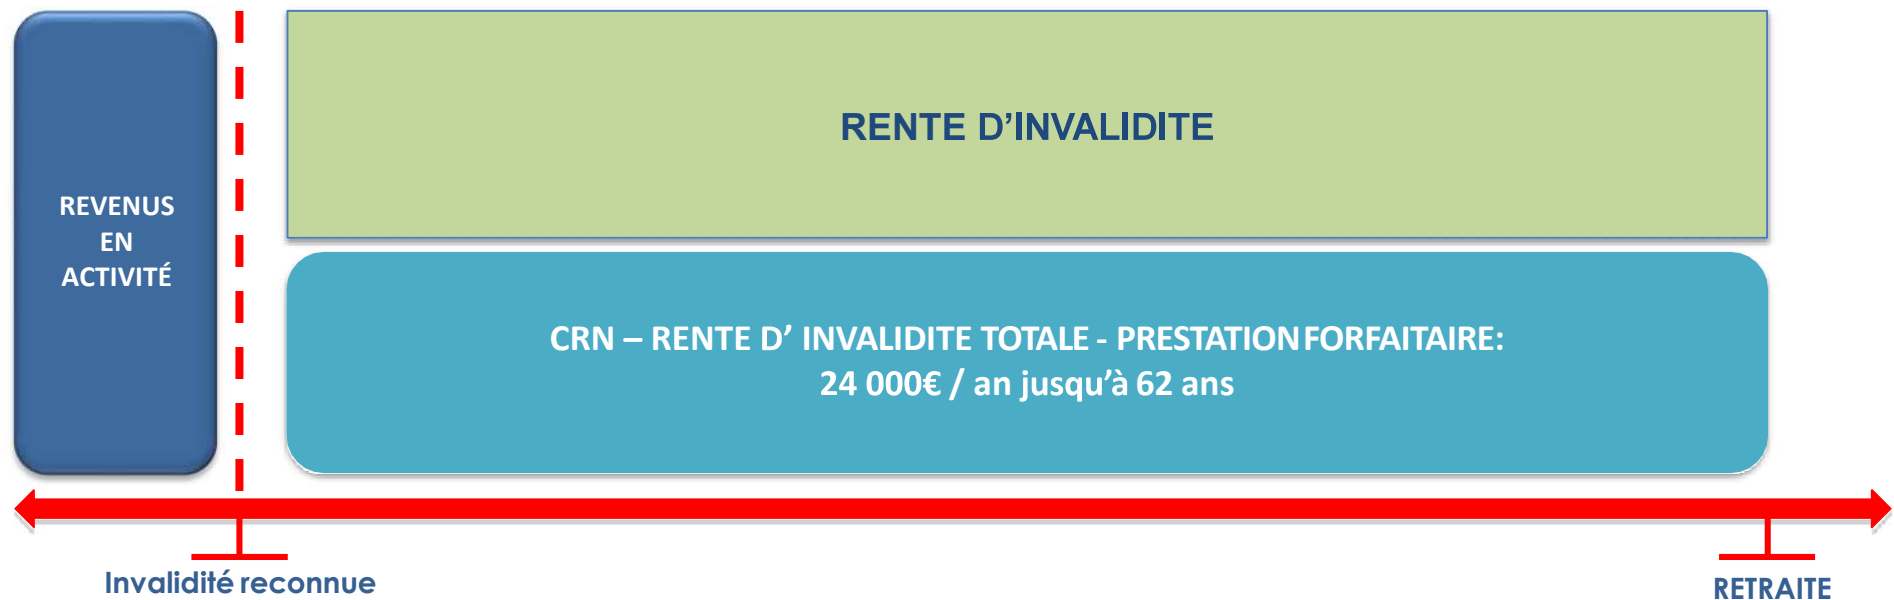 REVENUS
EN
ACTIVITÉ
RENTE D’INVALIDITE
CRN – RENTE D’ INVALIDITE TOTALE - PRESTATION FORFAITAIRE:
24 000€ / an jusqu’à 62 ans
Invalidité reconnue
RETRAITE